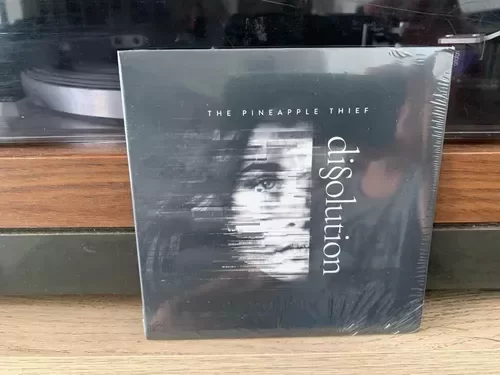 THE PINEAPPLE THIEF
dissolution